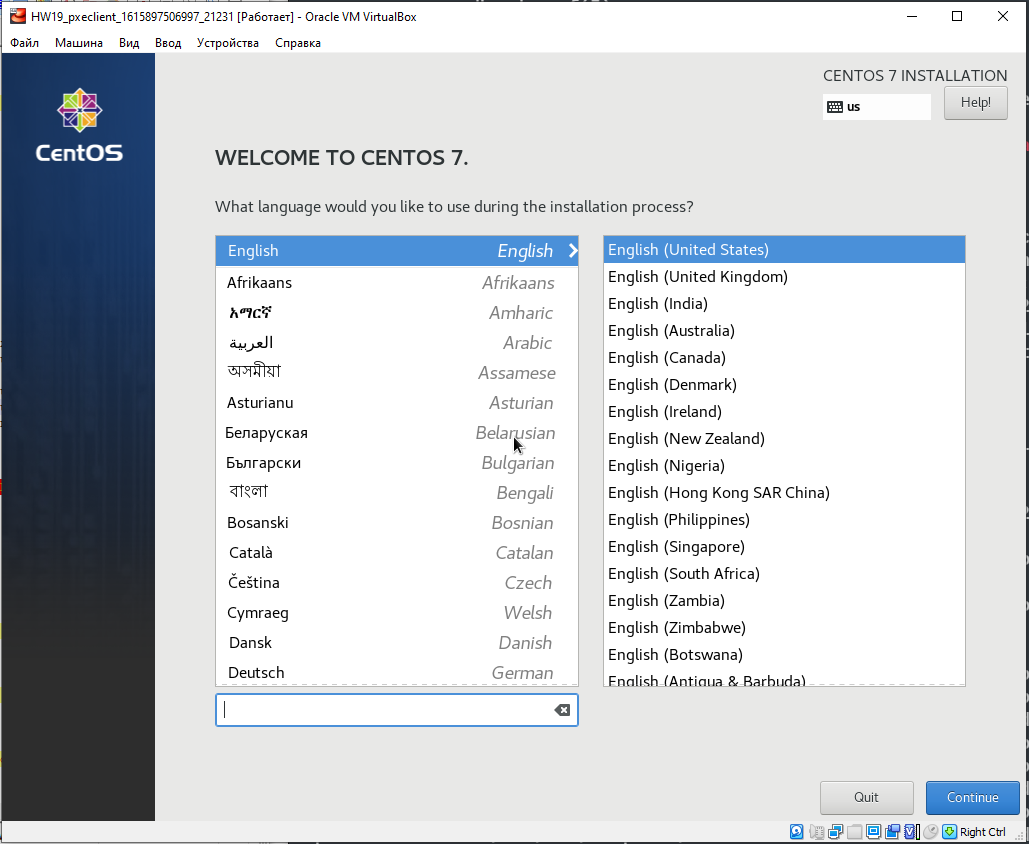 HW19_pxeclient_1615897506997_21231 [Работает] - Oracle VM VirtualBox
Файл Машина Вид Ввод Устройства Справка
CentOS
CENTOS 7 INSTALLATION
us
Help!
WELCOME TO CENTOS 7.
What language would you like to use during the installation process?
English English
Afrikaans Afrikaans
አማርኛ Amharic
العربية Arabic
অসমীয়া Assamese
Asturianu Asturian
Беларуская Belarusian
Български Bulgarian
বাংলা Bengali
Bosanski Bosnian
Català Catalan
Čeština Czech
Cymraeg Welsh
Dansk Danish
Deutsch German
English (United States)
English (United Kingdom)
English (India)
English (Australia)
English (Canada)
English (Denmark)
English (Ireland)
English (New Zealand)
English (Nigeria)
English (Hong Kong SAR China)
English (Philippines)
English (Singapore)
English (South Africa)
English (Zambia)
English (Zimbabwe)
English (Botswana)
English (Antigua & Barbuda)
Quit
Continue
Right Ctrl